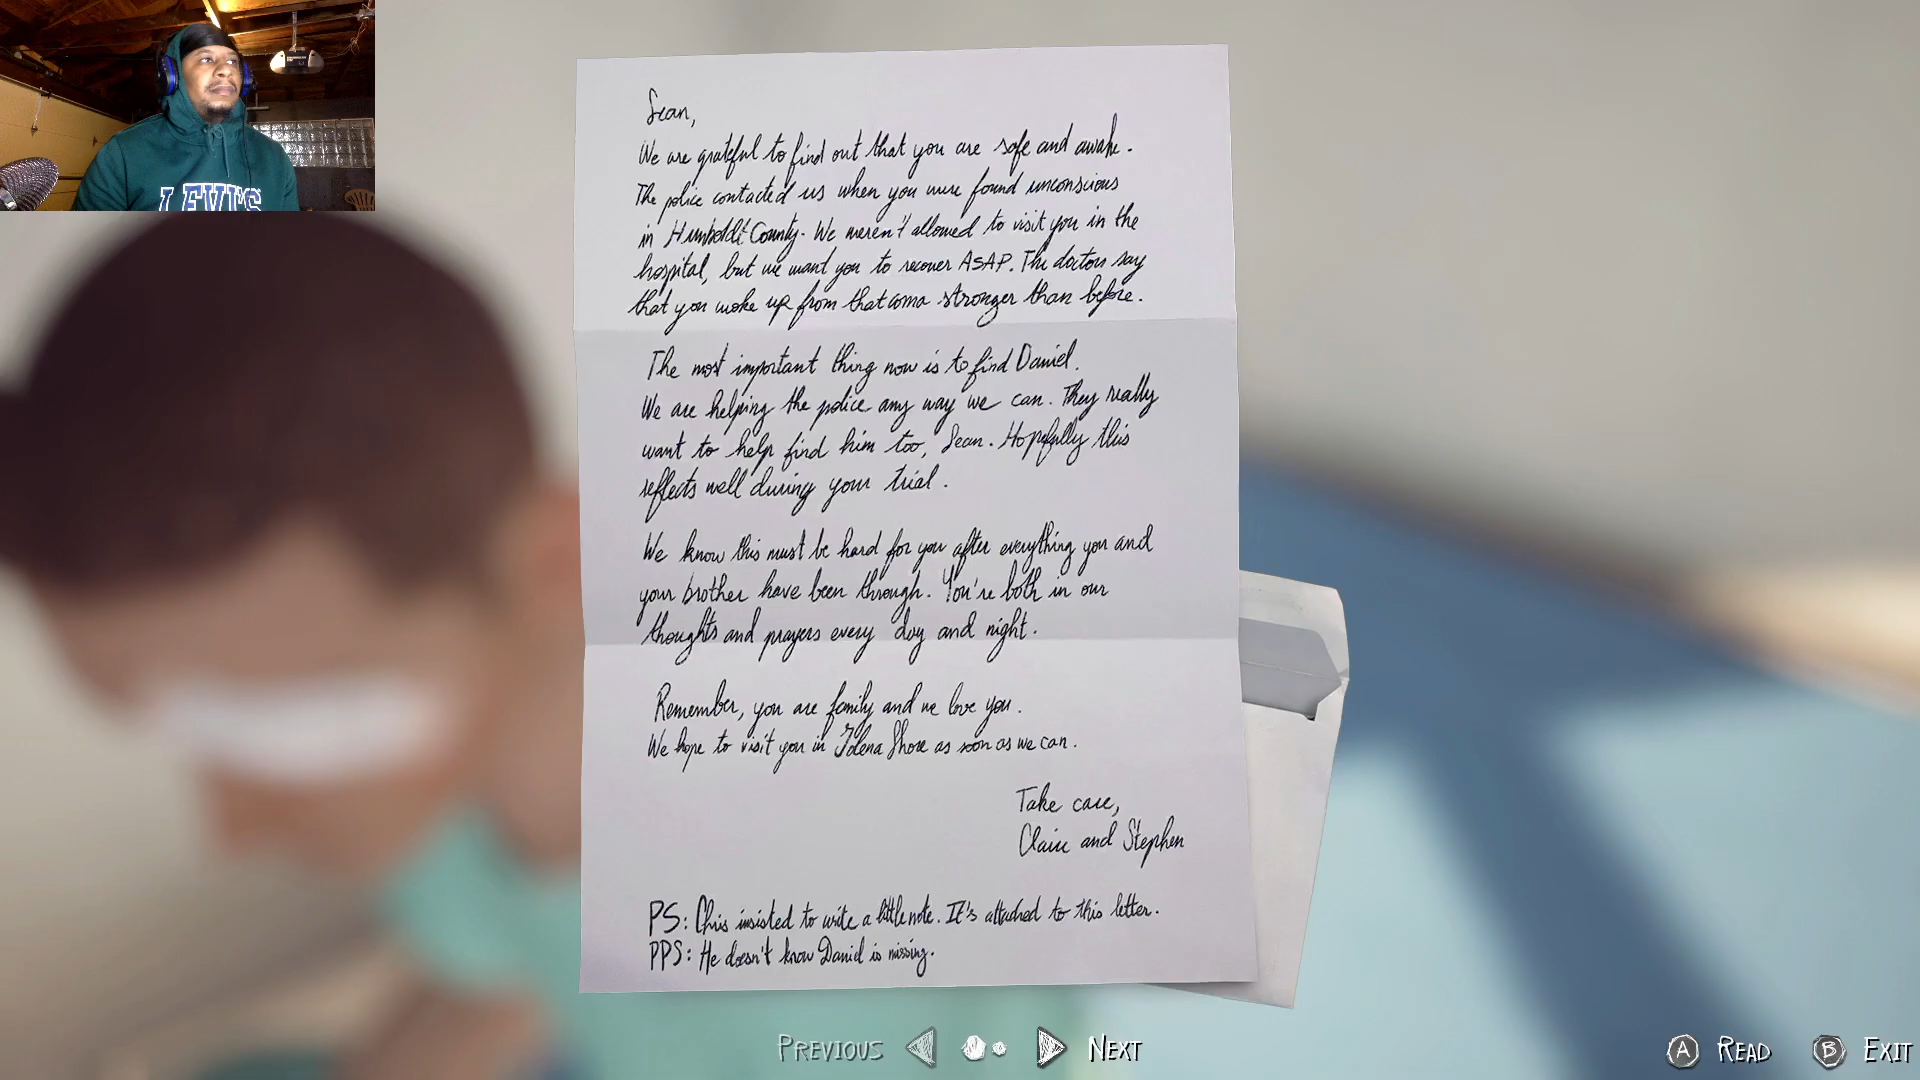 LEVI'S
Sean,
We are grateful to find out that you are safe and awake.
The police contacted us when you were found unconscious
in Humboldt County. We weren't allowed to visit you in the
hospital, but we want you to recover ASAP. The doctors say
that you woke up from that coma stronger than before.
The most important thing now is to find Daniel.
We are helping the police any way we can. They really
want to help find him too, Sean. Hopefully this
reflects well during your trial.
We know this must be hard for you after everything you and
your brother have been through. You're both in our
thoughts and prayers every day and night.
Remember, you are family and we love you.
We hope to visit you in Jolena Shore as soon as we can.
Take care,
Claire and Stephen
PS: Chris insisted to write a little note. It's attached to this letter.
PPS: He doesn't know Daniel is missing.
PREVIOUS NEXT
A READ B EXIT